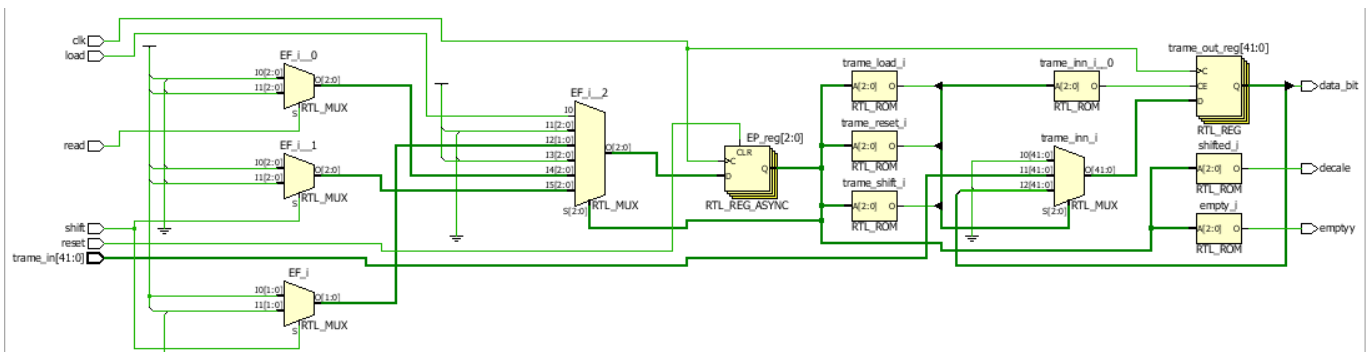 clk
load
read
shift
reset
trame_in[41:0]
EF_i__0
I0[2:0]
I1[2:0]
O[2:0]
S
RTL_MUX
EF_i__1
I0[2:0]
I1[2:0]
O[2:0]
S
RTL_MUX
EF_i
I0[1:0]
I1[1:0]
O[1:0]
S
RTL_MUX
EF_i__2
I0
I1[2:0]
I2[1:0]
I3[2:0]
I4[2:0]
I5[2:0]
O[2:0]
S[2:0]
RTL_MUX
EP_reg[2:0]
CLR
C
D
Q
RTL_REG_ASYNC
trame_load_i
A[2:0]
O
RTL_ROM
trame_reset_i
A[2:0]
O
RTL_ROM
trame_shift_i
A[2:0]
O
RTL_ROM
trame_inn_i__0
A[2:0]
O
RTL_ROM
trame_inn_i
I0[41:0]
I1[41:0]
I2[41:0]
O[41:0]
S[2:0]
RTL_MUX
trame_out_reg[41:0]
C
CE
D
Q
RTL_REG
shifted_i
A[2:0]
O
RTL_ROM
empty_i
A[2:0]
O
RTL_ROM
data_bit
decale
emptyy